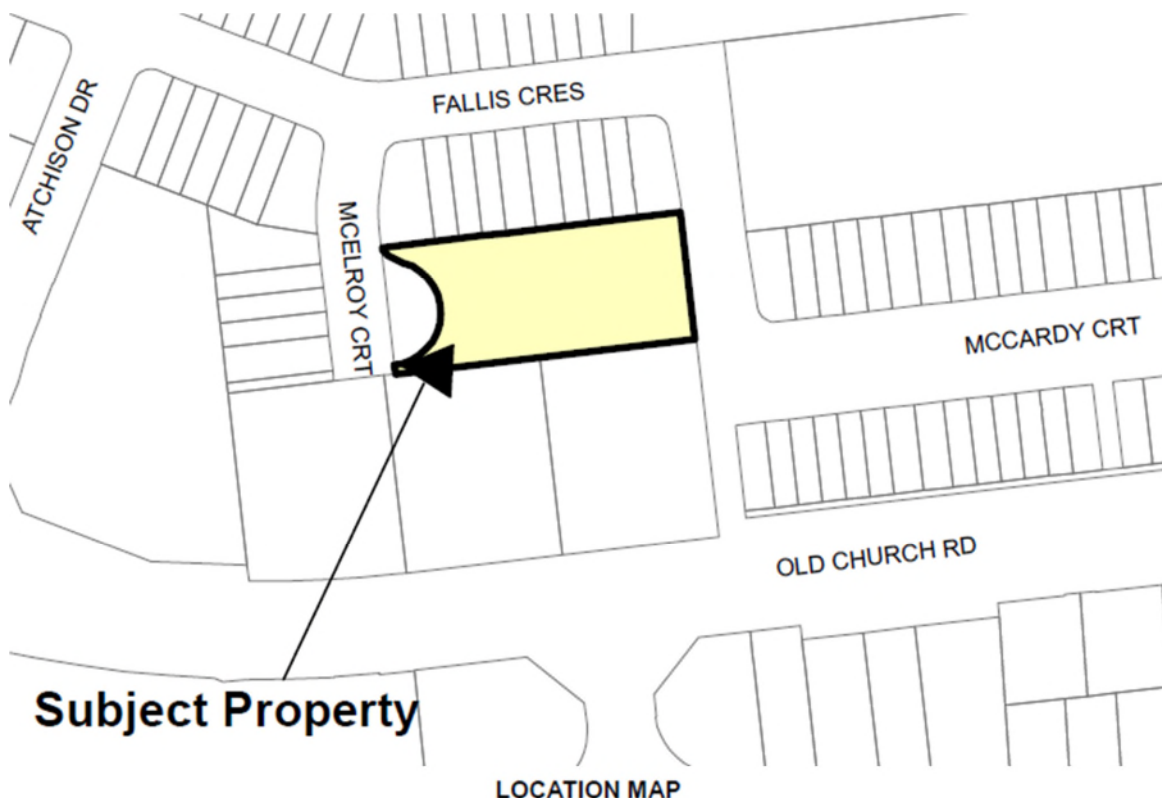 FALLIS CRES
ATCHISON DR
MCELROY CRT
MCCARDY CRT
OLD CHURCH RD
Subject Property
LOCATION MAP